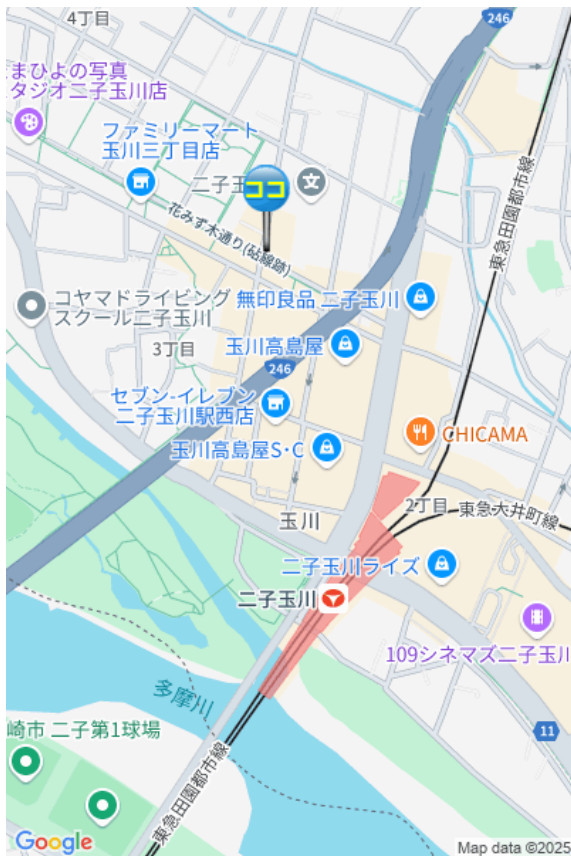 4丁目
246
まひよの写真
タジオ二子玉川店
ファミリーマート
玉川三丁目店
二子玉
文
ココ
東急田園都市線
花みず木通り(砧線跡)
コヤマドライビング
スクール二子玉川
無印良品 二子玉川
3丁目
玉川高島屋
246
セブン‐イレブン
二子玉川駅西店
CHICAMA
玉川高島屋S・C
2丁目
東急大井町線
玉川
二子玉川ライズ
二子玉川
109シネマズ二子玉川
多摩川
崎市 二子第1球場
11
東急田園都市線
Google
Map data ©2025